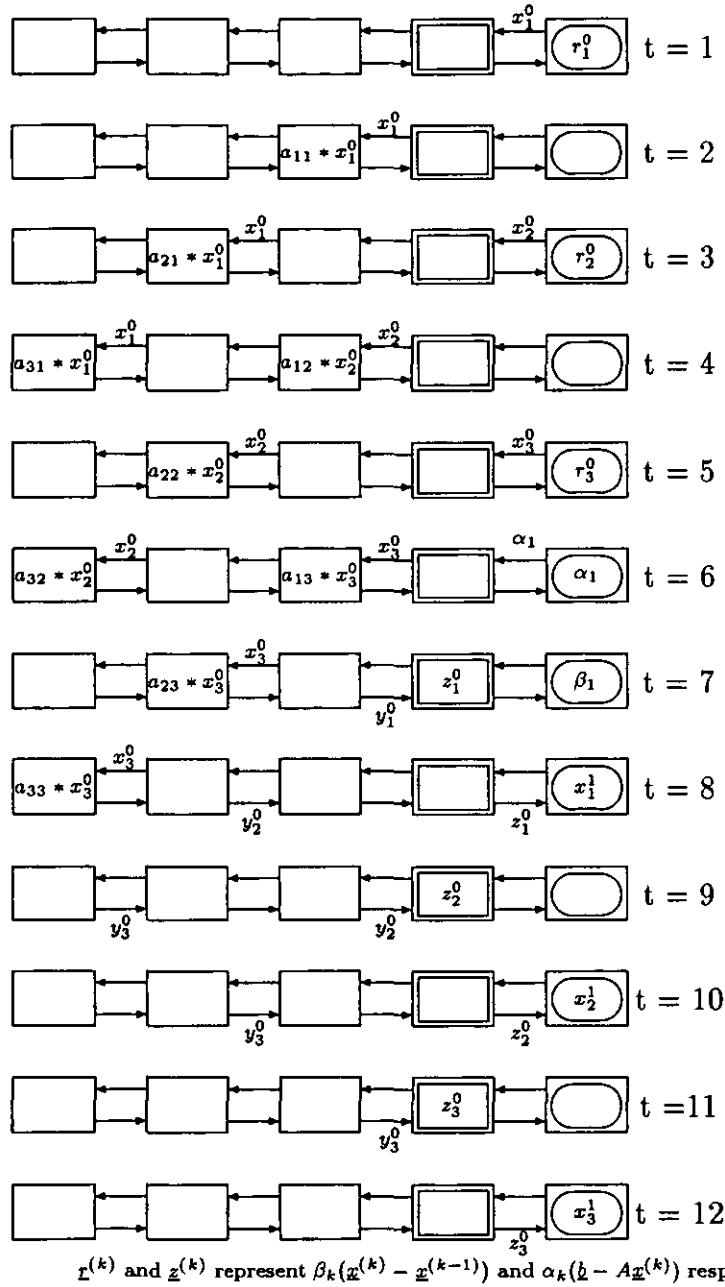 x_1^0
r_1^0 t = 1
x_1^0
a_{11} * x_1^0 t = 2
x_1^0 x_2^0
a_{21} * x_1^0 r_2^0 t = 3
x_1^0 x_2^0
a_{31} * x_1^0 a_{12} * x_2^0 t = 4
x_2^0 x_3^0
a_{22} * x_2^0 r_3^0 t = 5
x_2^0 x_3^0 α_1
a_{32} * x_2^0 a_{13} * x_3^0 α_1 t = 6
x_3^0
a_{23} * x_3^0 z_1^0 β_1 t = 7
y_1^0
x_3^0
a_{33} * x_3^0 x_1^1 t = 8
y_2^0 z_1^0
z_2^0 t = 9
y_3^0 y_2^0
x_2^1 t = 10
y_3^0 z_2^0
z_3^0 t =11
y_3^0
x_3^1 t = 12
z_3^0
r^{(k)} and z^{(k)} represent β_k(x^{(k)} − x^{(k−1)}) and α_k(b − Ax^{(k)})